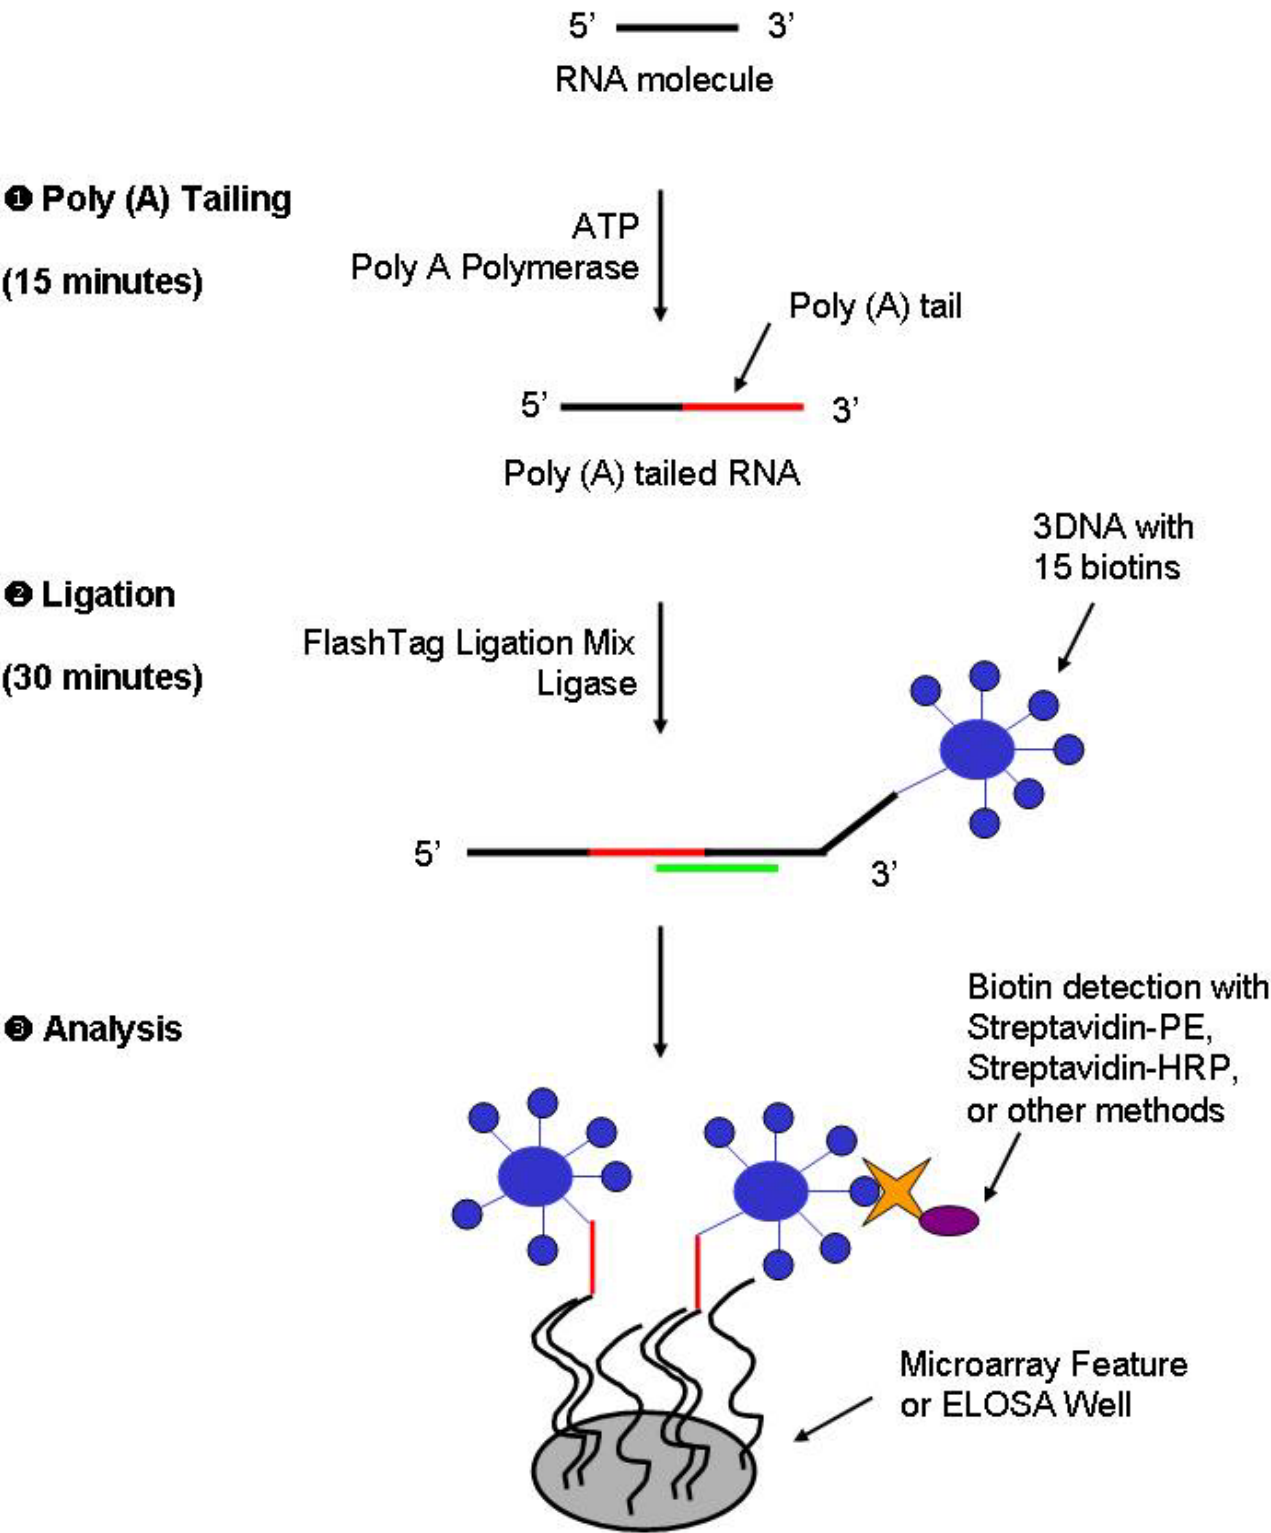 5’ 3’
RNA molecule
❶ Poly (A) Tailing
(15 minutes)
ATP
Poly A Polymerase
Poly (A) tail
5’ 3’
Poly (A) tailed RNA
3DNA with
15 biotins
❷ Ligation
(30 minutes)
FlashTag Ligation Mix
Ligase
5’ 3’
❸ Analysis
Biotin detection with
Streptavidin-PE,
Streptavidin-HRP,
or other methods
Microarray Feature
or ELOSA Well